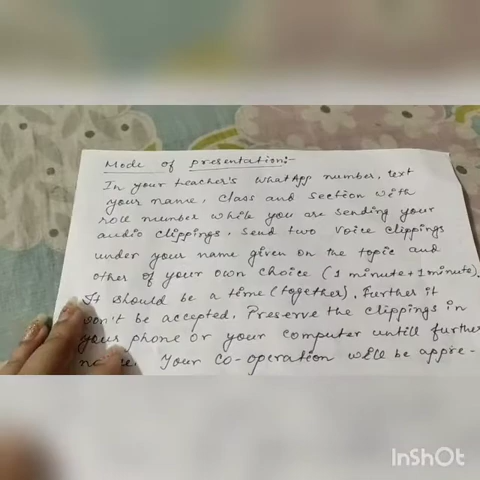 Mode of presentation:-
In your teacher's WhatApp number, text
your name, class and section with
roll number while you are sending your
audio clippings. Send two voice clippings
under your name given on the topic and
other of your own choice (1 minute + 1 minute).
It should be a time (together). Further it
won't be accepted. Preserve the clippings in
your phone or your computer untill further
Your co-operation will be appre-
InShOt